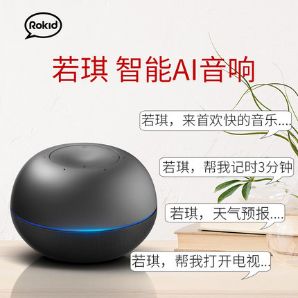 Rokid
若琪 智能AI音响
若琪，来首欢快的音乐....
若琪，帮我记时3分钟
若琪，天气预报....
若琪，帮我打开电视....